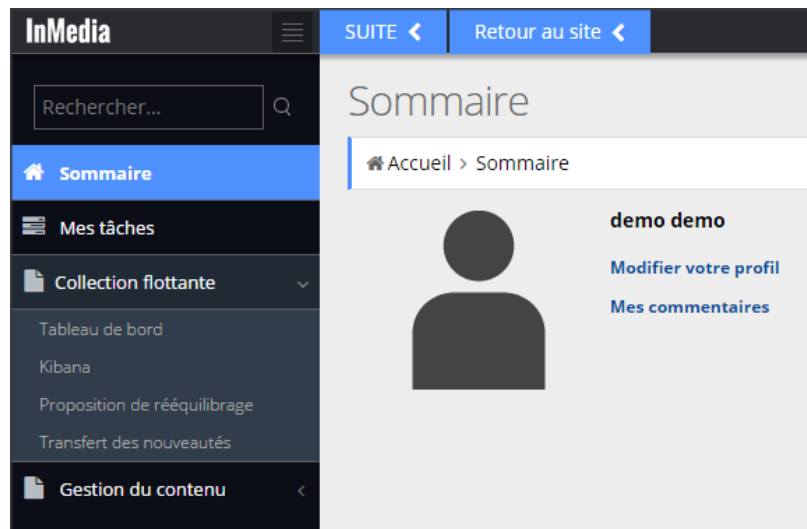 InMedia
SUITE
Retour au site
Rechercher...
Sommaire
Mes tâches
Collection flottante
Tableau de bord
Kibana
Proposition de rééquilibrage
Transfert des nouveautés
Gestion du contenu
Sommaire
Accueil > Sommaire
demo demo
Modifier votre profil
Mes commentaires